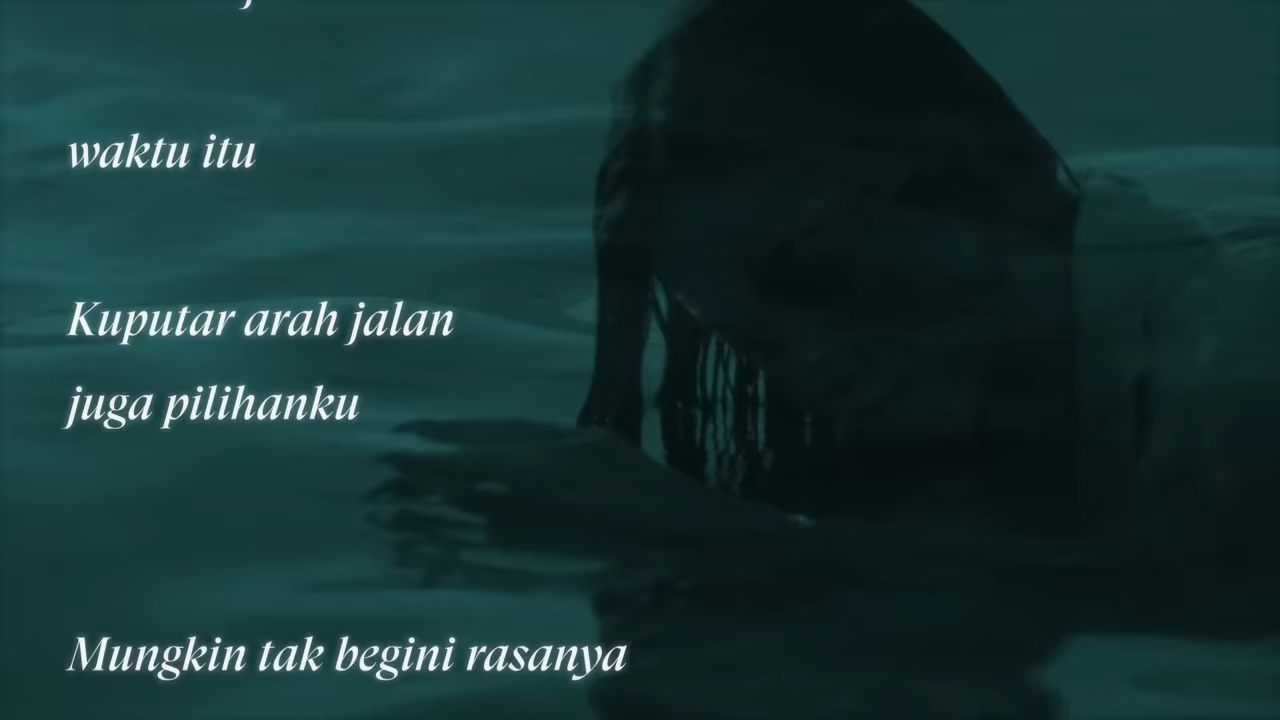 waktu itu
Kuputar arah jalan
juga pilihanku
Mungkin tak begini rasanya